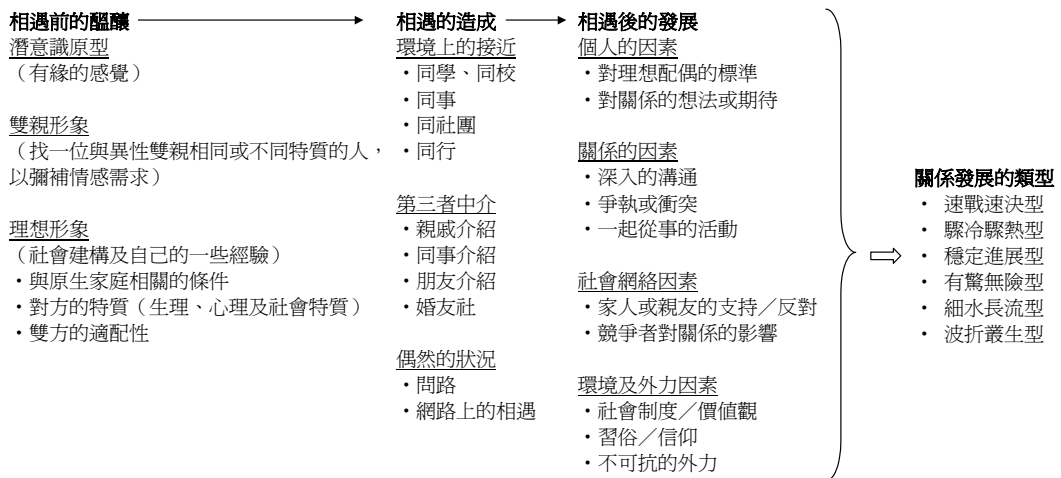 相遇前的醞釀
潛意識原型
（有緣的感覺）
雙親形象
（找一位與異性雙親相同或不同特質的人，
以彌補情感需求）
理想形象
（社會建構及自己的一些經驗）
・與原生家庭相關的條件
・對方的特質（生理、心理及社會特質）
・雙方的適配性
相遇的造成
環境上的接近
・同學、同校
・同事
・同社團
・同行
第三者中介
・親戚介紹
・同事介紹
・朋友介紹
・婚友社
偶然的狀況
・問路
・網路上的相遇
相遇後的發展
個人的因素
・對理想配偶的標準
・對關係的想法或期待
關係的因素
・深入的溝通
・爭執或衝突
・一起從事的活動
社會網絡因素
・家人或親友的支持／反對
・競爭者對關係的影響
環境及外力因素
・社會制度／價值觀
・習俗／信仰
・不可抗的外力
關係發展的類型
・ 速戰速決型
・ 驟冷驟熱型
・ 穩定進展型
・ 有驚無險型
・ 細水長流型
・ 波折叢生型